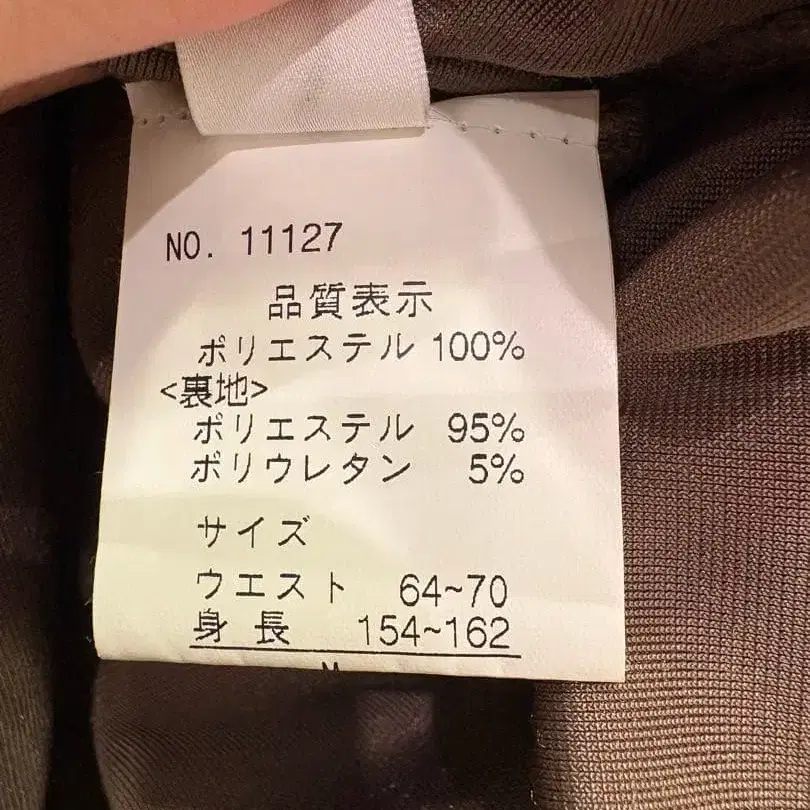 NO. 11127
品質表示
ポリエステル 100%
<裏地>
ポリエステル 95%
ポリウレタン 5%
サイズ
ウエスト 64~70
身長 154~162
M